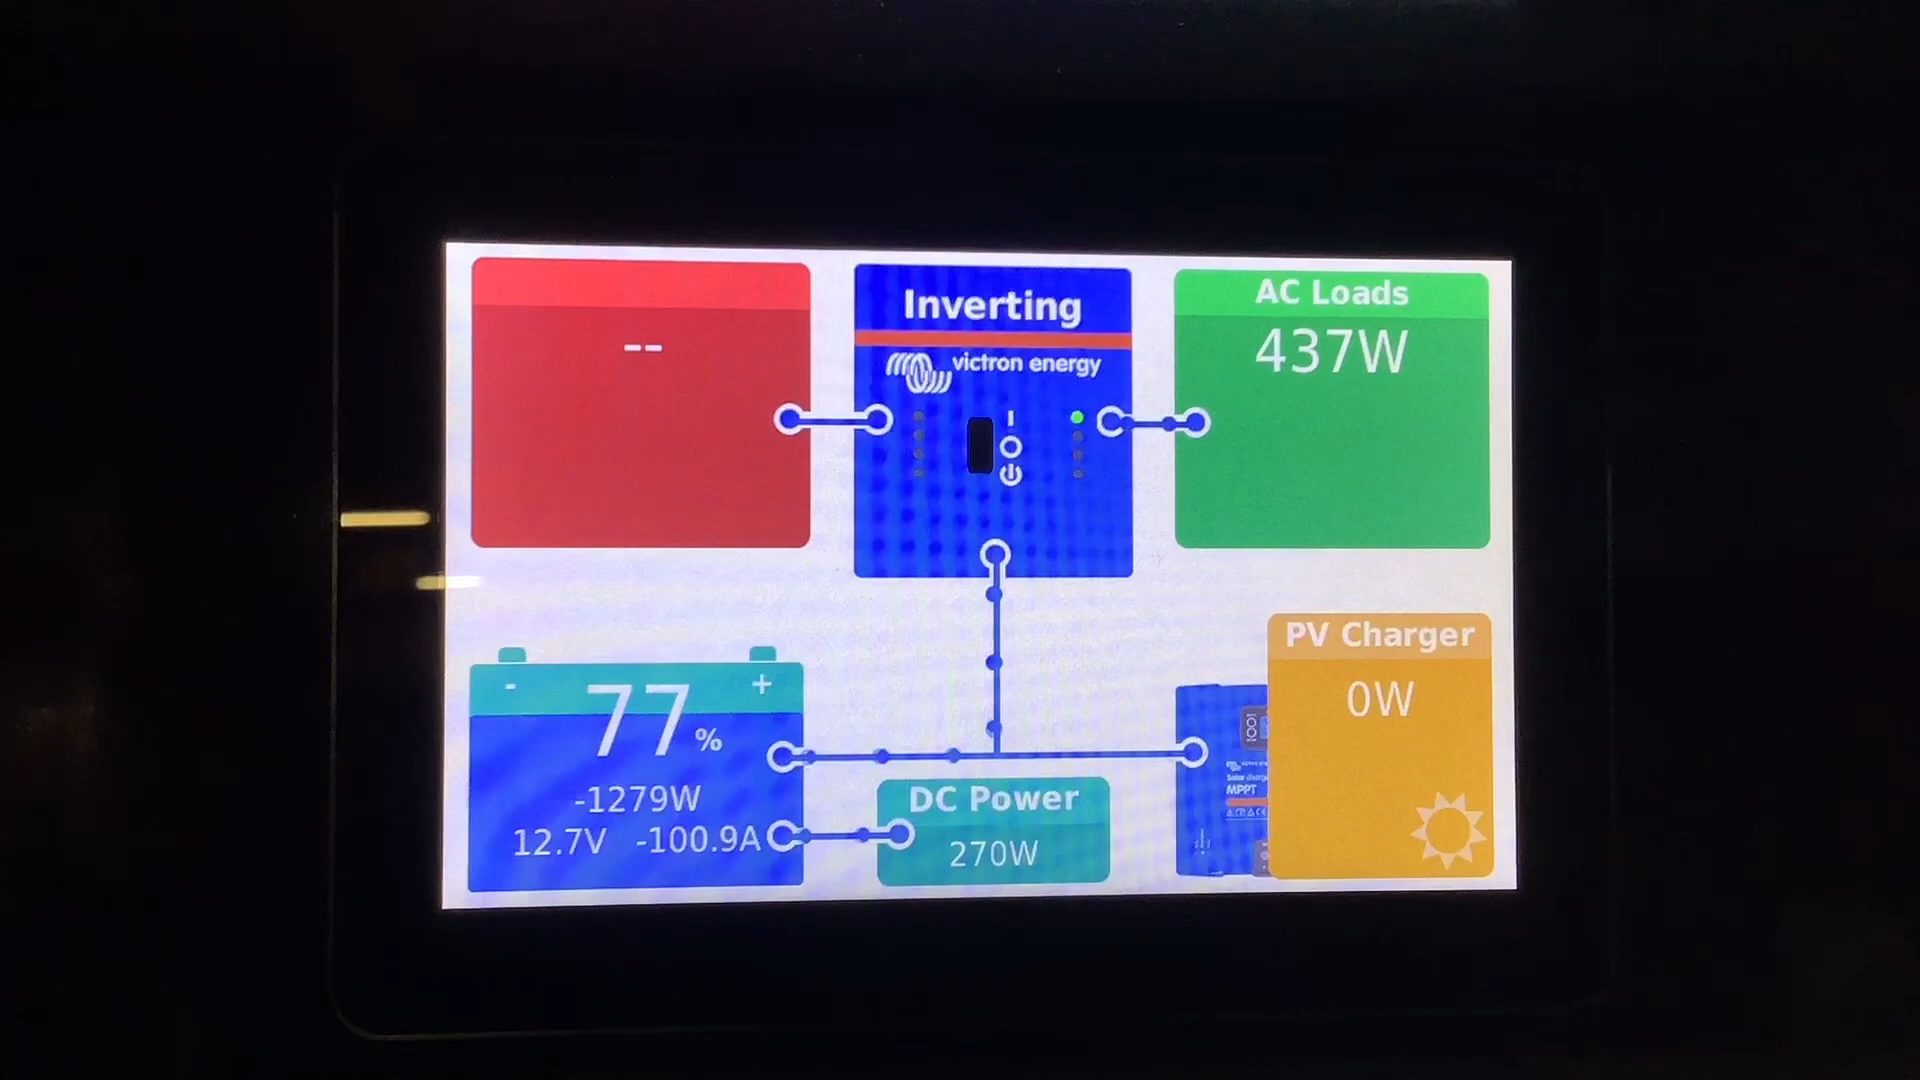 --
Inverting
victron energy
AC Loads
437W
- 77% +
-1279W
12.7V -100.9A
DC Power
270W
PV Charger
0W
MPPT